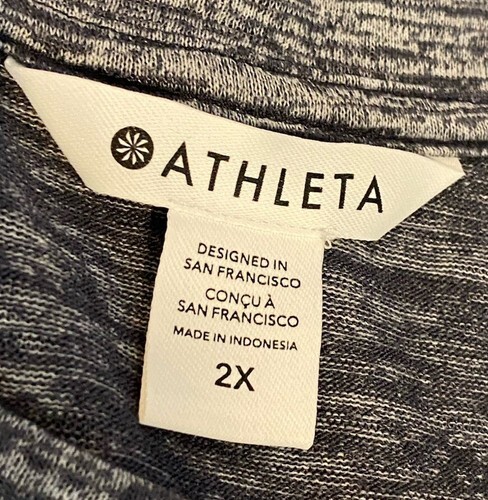 ATHLETA
DESIGNED IN
SAN FRANCISCO
CONÇU À
SAN FRANCISCO
MADE IN INDONESIA
2X